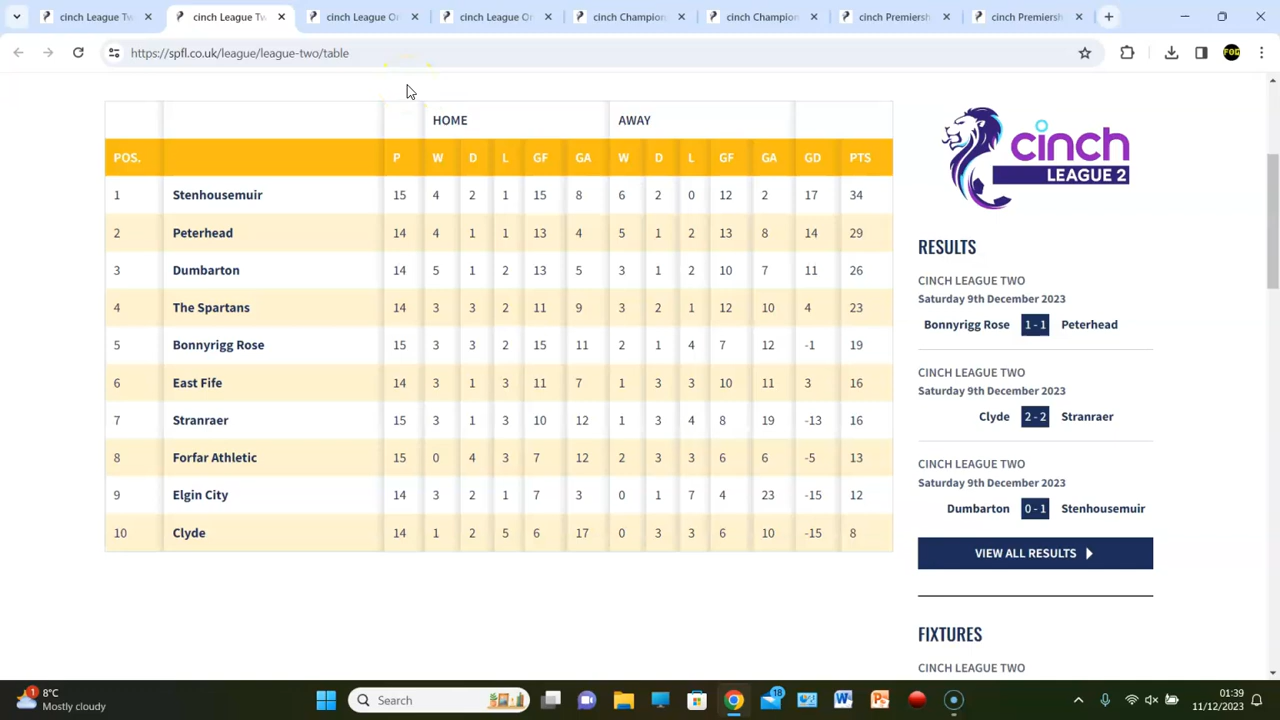 cinch League Tw
cinch League Tw
cinch League On
cinch League On
cinch Champion
cinch Champion
cinch Premiersh
cinch Premiersh
https://spfl.co.uk/league/league-two/table
HOME AWAY
POS. P W D L GF GA W D L GF GA GD PTS
1 Stenhousemuir 15 4 2 1 15 8 6 2 0 12 2 17 34
2 Peterhead 14 4 1 1 13 4 5 1 2 13 8 14 29
3 Dumbarton 14 5 1 2 13 5 3 1 2 10 7 11 26
4 The Spartans 14 3 3 2 11 9 3 2 1 12 10 4 23
5 Bonnyrigg Rose 15 3 3 2 15 11 2 1 4 7 12 -1 19
6 East Fife 14 3 1 3 11 7 1 3 3 10 11 3 16
7 Stranraer 15 3 1 3 10 12 1 3 4 8 19 -13 16
8 Forfar Athletic 15 0 4 3 7 12 2 3 3 6 6 -5 13
9 Elgin City 14 3 2 1 7 3 0 1 7 4 23 -15 12
10 Clyde 14 1 2 5 6 17 0 3 3 6 10 -15 8
cinch
LEAGUE 2
RESULTS
CINCH LEAGUE TWO
Saturday 9th December 2023
Bonnyrigg Rose 1 - 1 Peterhead
CINCH LEAGUE TWO
Saturday 9th December 2023
Clyde 2 - 2 Stranraer
CINCH LEAGUE TWO
Saturday 9th December 2023
Dumbarton 0 - 1 Stenhousemuir
VIEW ALL RESULTS
FIXTURES
CINCH LEAGUE TWO
1
8°C
Mostly cloudy
Search
18
01:39
11/12/2023